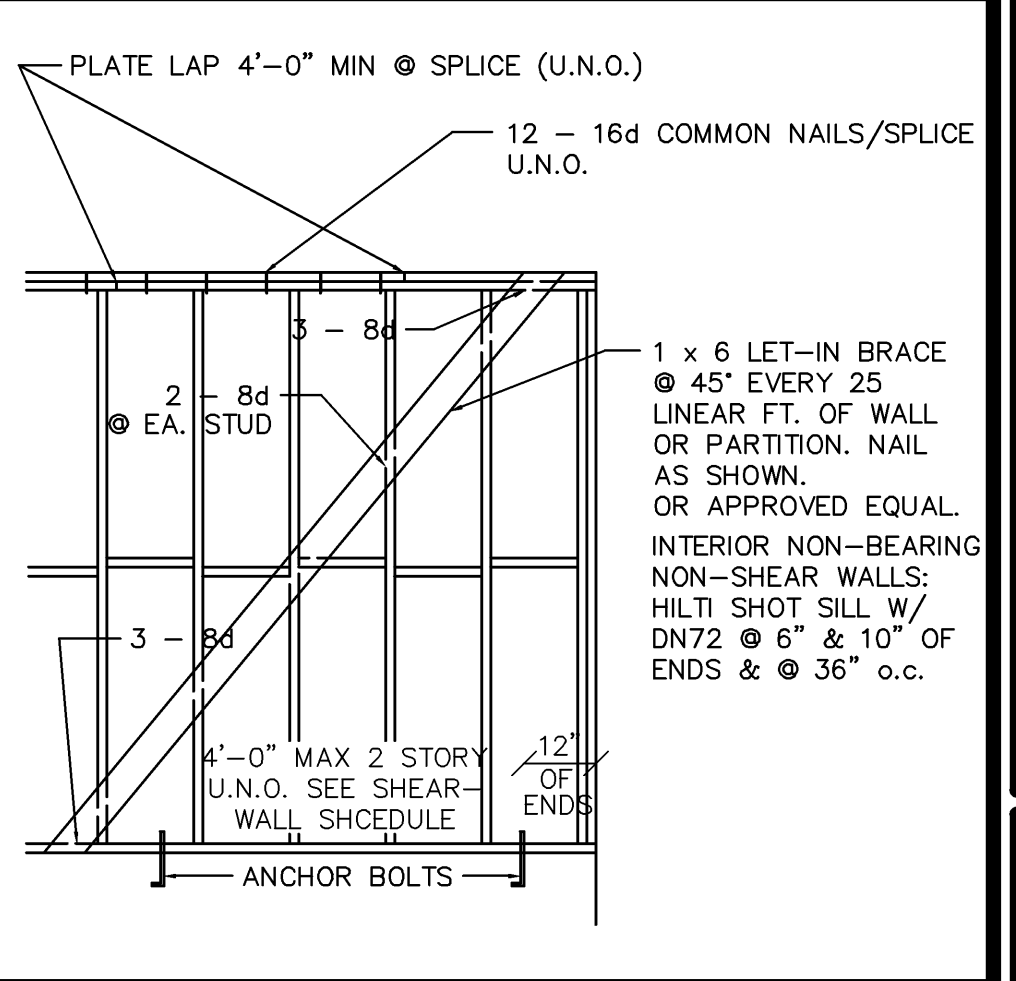 PLATE LAP 4'–0" MIN @ SPLICE (U.N.O.)
12 – 16d COMMON NAILS/SPLICE
U.N.O.
3 – 8d
1 x 6 LET–IN BRACE
@ 45° EVERY 25
LINEAR FT. OF WALL
OR PARTITION. NAIL
AS SHOWN.
OR APPROVED EQUAL.
2 – 8d
@ EA. STUD
INTERIOR NON–BEARING
NON–SHEAR WALLS:
HILTI SHOT SILL W/
DN72 @ 6" & 10" OF
ENDS & @ 36" o.c.
3 – 8d
4'–0" MAX 2 STORY
U.N.O. SEE SHEAR–
WALL SHCEDULE
12"
OF
ENDS
ANCHOR BOLTS